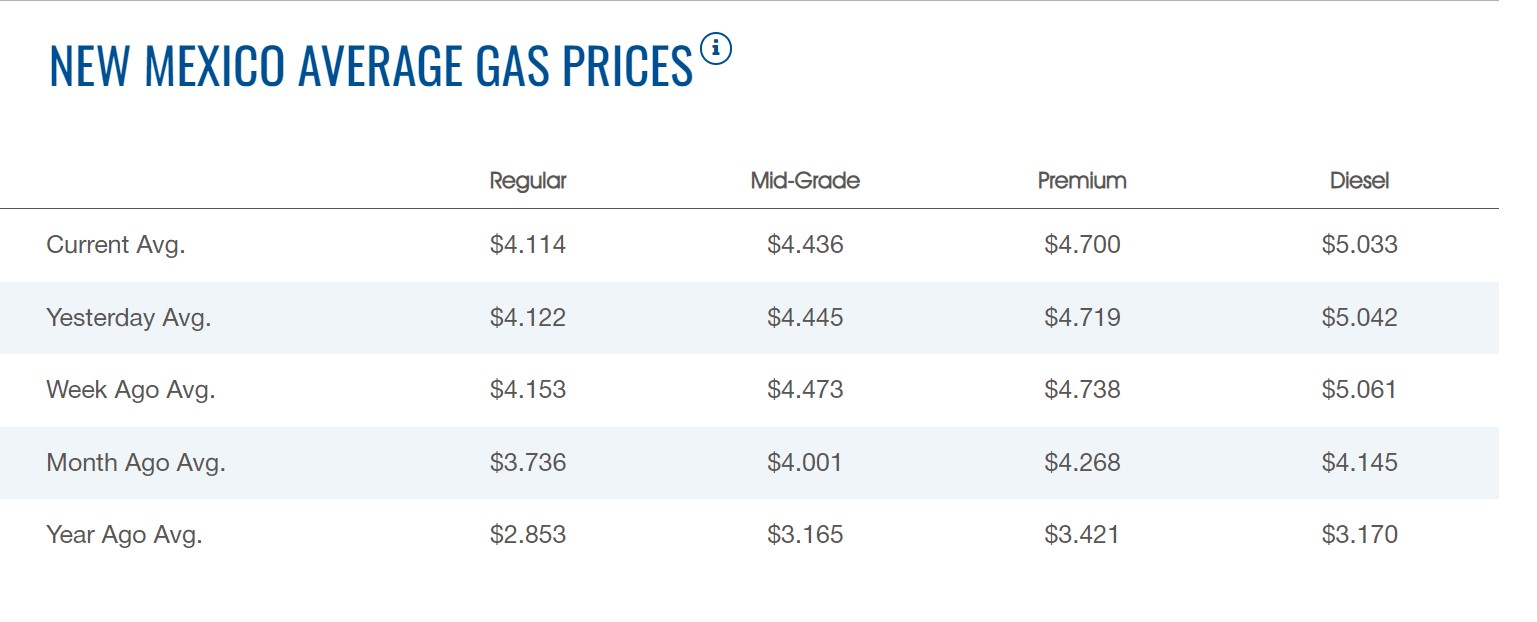 NEW MEXICO AVERAGE GAS PRICES i
Regular Mid-Grade Premium Diesel
Current Avg. $4.114 $4.436 $4.700 $5.033
Yesterday Avg. $4.122 $4.445 $4.719 $5.042
Week Ago Avg. $4.153 $4.473 $4.738 $5.061
Month Ago Avg. $3.736 $4.001 $4.268 $4.145
Year Ago Avg. $2.853 $3.165 $3.421 $3.170